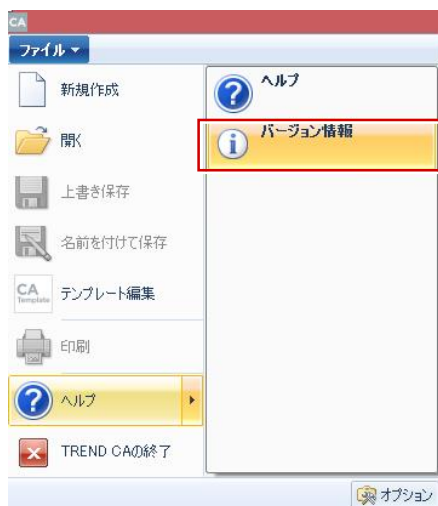 CA
ファイル
新規作成
開く
上書き保存
名前を付けて保存
CA
Template
テンプレート編集
印刷
ヘルプ
TREND CAの終了
ヘルプ
バージョン情報
オプション